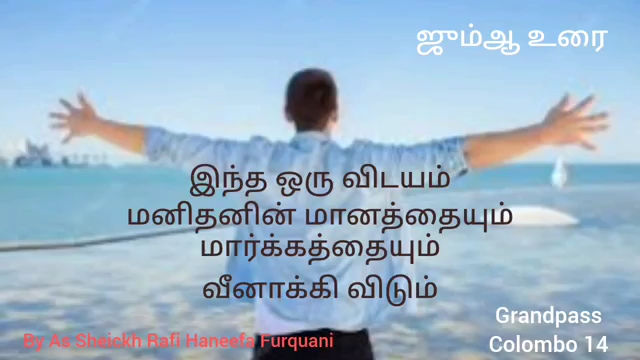 ஜும்ஆ உரை
இந்த ஒரு விடயம்
மனிதனின் மானத்தையும்
மார்க்கத்தையும்
வீனாக்கி விடும்
Grandpass
Colombo 14
By As Sheickh Rafi Haneefa Furquani